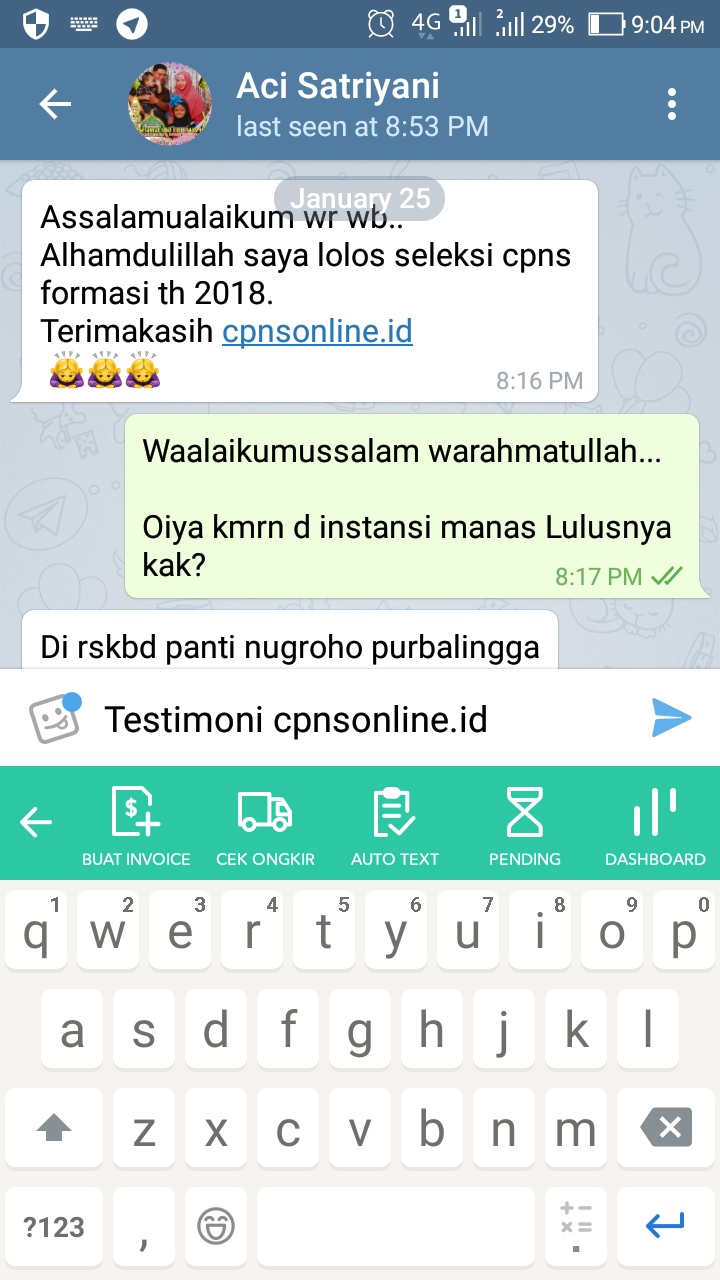 4G 1 2 29% 9:04 PM
Aci Satriyani
last seen at 8:53 PM
January 25
Assalamualaikum wr wb..
Alhamdulillah saya lolos seleksi cpns
formasi th 2018.
Terimakasih cpnsonline.id
8:16 PM
Waalaikumussalam warahmatullah...
Oiya kmrn d instansi manas Lulusnya
kak?
8:17 PM
Di rskbd panti nugroho purbalingga
Testimoni cpnsonline.id
BUAT INVOICE CEK ONGKIR AUTO TEXT PENDING DASHBOARD
1 2 3 4 5 6 7 8 9 0
q w e r t y u i o p
a s d f g h j k l
z x c v b n m
?123 , + − × = .